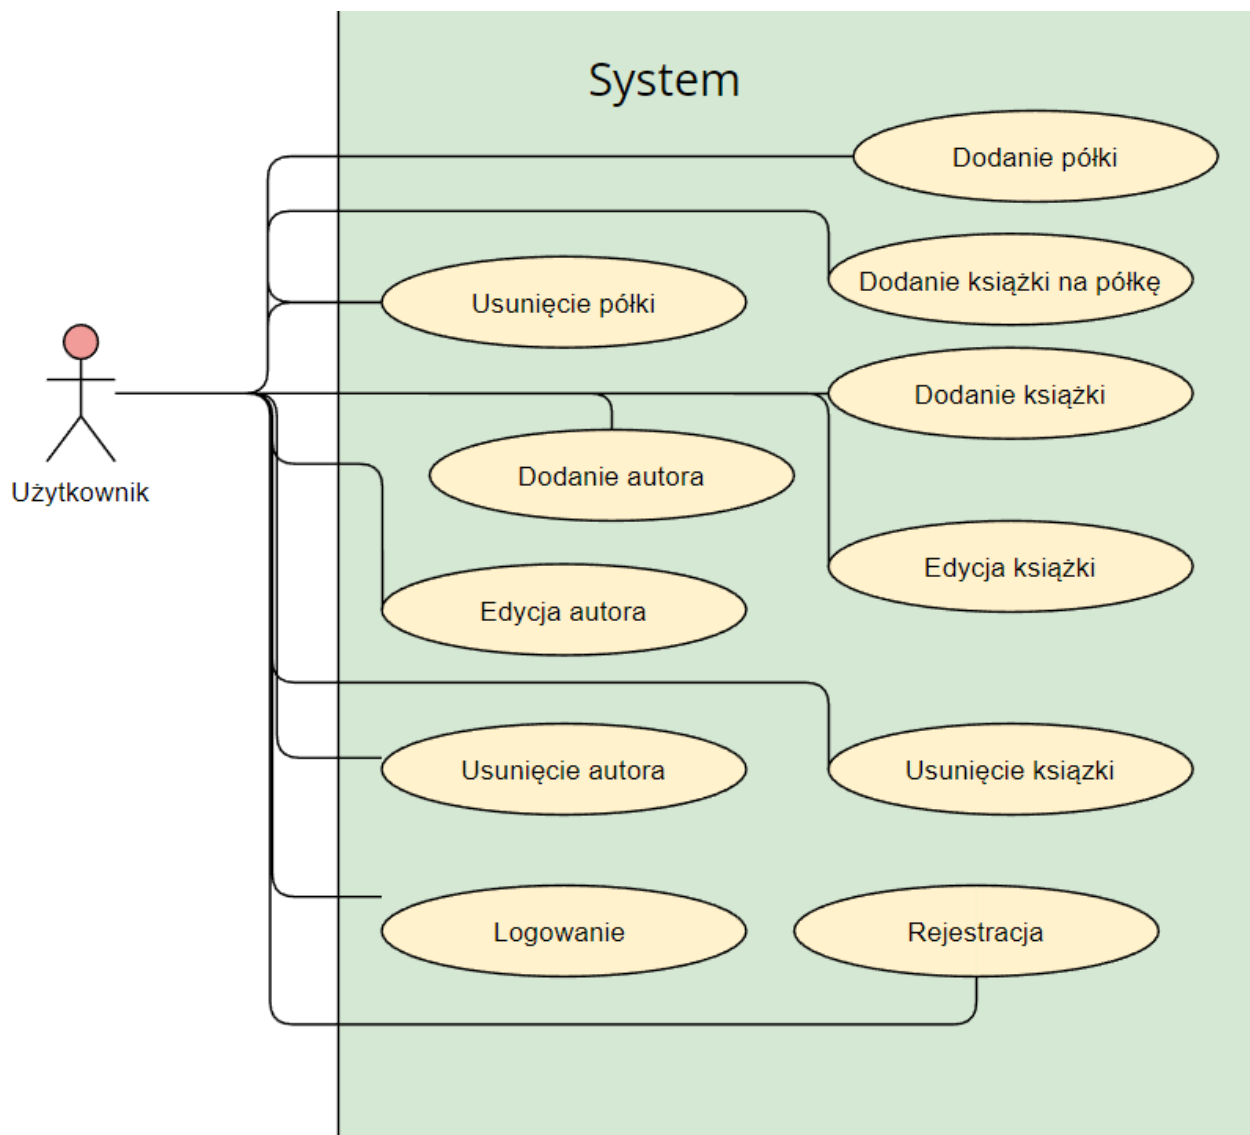 System
Dodanie półki
Dodanie książki na półkę
Usunięcie półki
Dodanie książki
Dodanie autora
Użytkownik
Edycja książki
Edycja autora
Usunięcie autora
Usunięcie ksiązki
Logowanie
Rejestracja